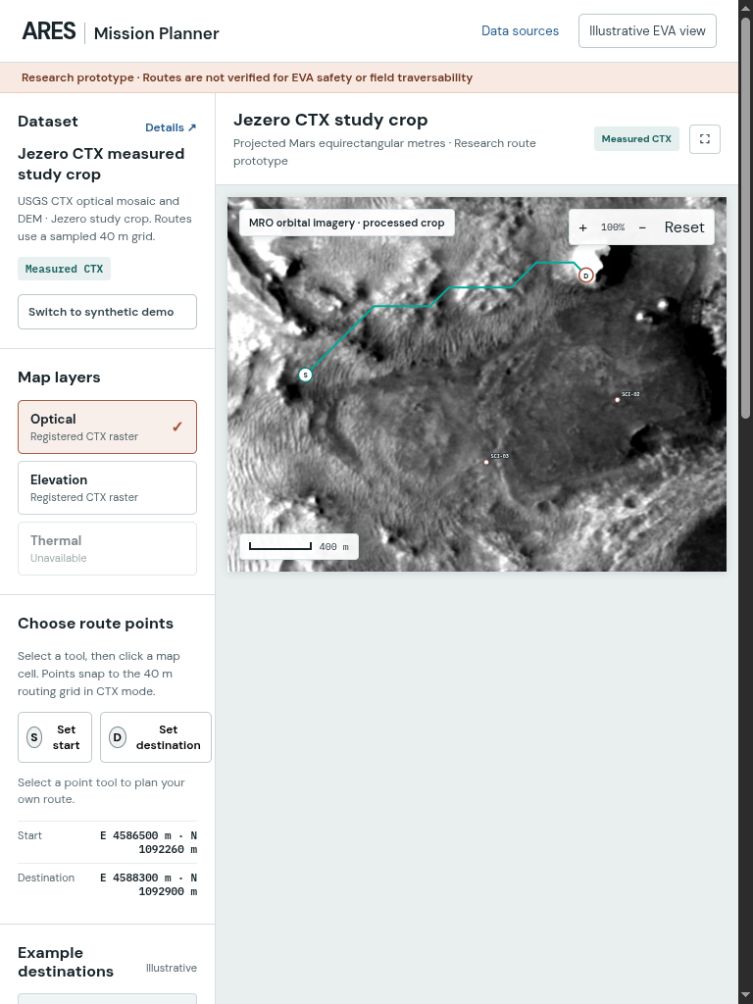 ARES Mission Planner
Data sources
Illustrative EVA view
Research prototype · Routes are not verified for EVA safety or field traversability
Dataset
Details ↗
Jezero CTX measured
study crop
USGS CTX optical mosaic and
DEM · Jezero study crop. Routes
use a sampled 40 m grid.
Measured CTX
Switch to synthetic demo
Map layers
Optical
Registered CTX raster
✓
Elevation
Registered CTX raster
Thermal
Unavailable
Choose route points
Select a tool, then click a map
cell. Points snap to the 40 m
routing grid in CTX mode.
S
Set
start
D
Set
destination
Select a point tool to plan your
own route.
Start
E 4586500 m · N
1092260 m
Destination
E 4588300 m · N
1092900 m
Example
destinations
Illustrative
Jezero CTX study crop
Projected Mars equirectangular metres · Research route
prototype
Measured CTX
MRO orbital imagery · processed crop
+ 100% − Reset
D
S
SCI-02
SCI-03
400 m